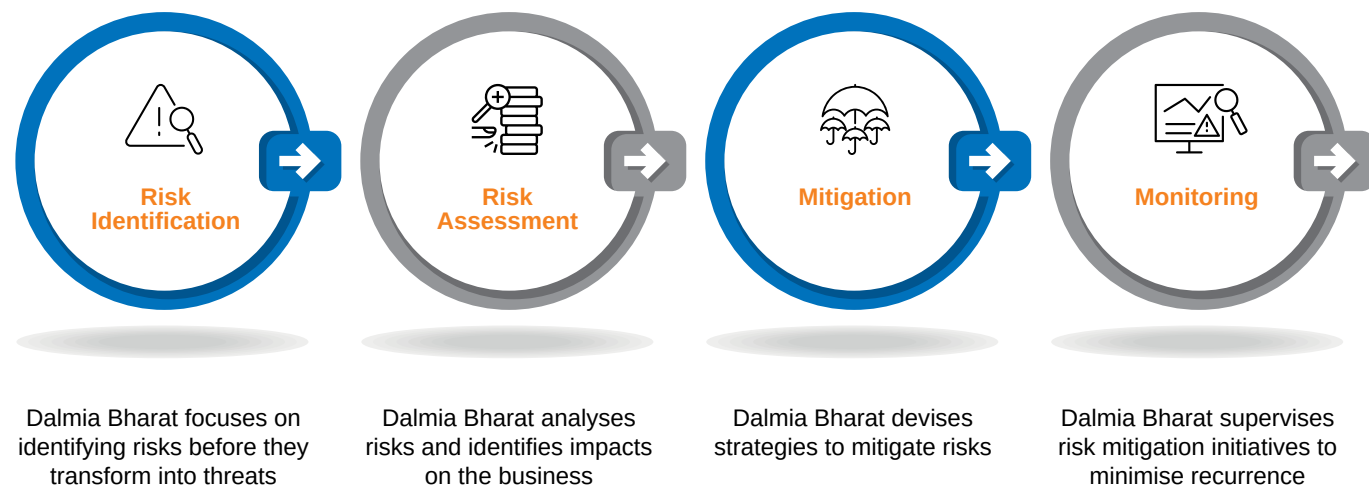 Risk
Identification
Risk
Assessment
Mitigation
Monitoring
Dalmia Bharat focuses on
identifying risks before they
transform into threats
Dalmia Bharat analyses
risks and identifies impacts
on the business
Dalmia Bharat devises
strategies to mitigate risks
Dalmia Bharat supervises
risk mitigation initiatives to
minimise recurrence